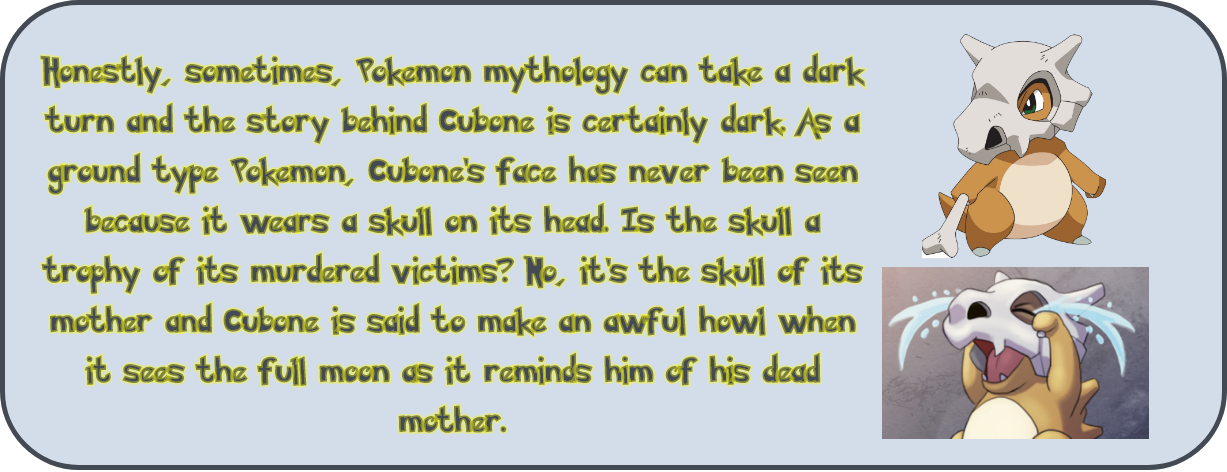 Honestly, sometimes, Pokemon mythology can take a dark
turn and the story behind Cubone is certainly dark. As a
ground type Pokemon, Cubone's face has never been seen
because it wears a skull on its head. Is the skull a
trophy of its murdered victims? No, it's the skull of its
mother and Cubone is said to make an awful howl when
it sees the full moon as it reminds him of his dead
mother.